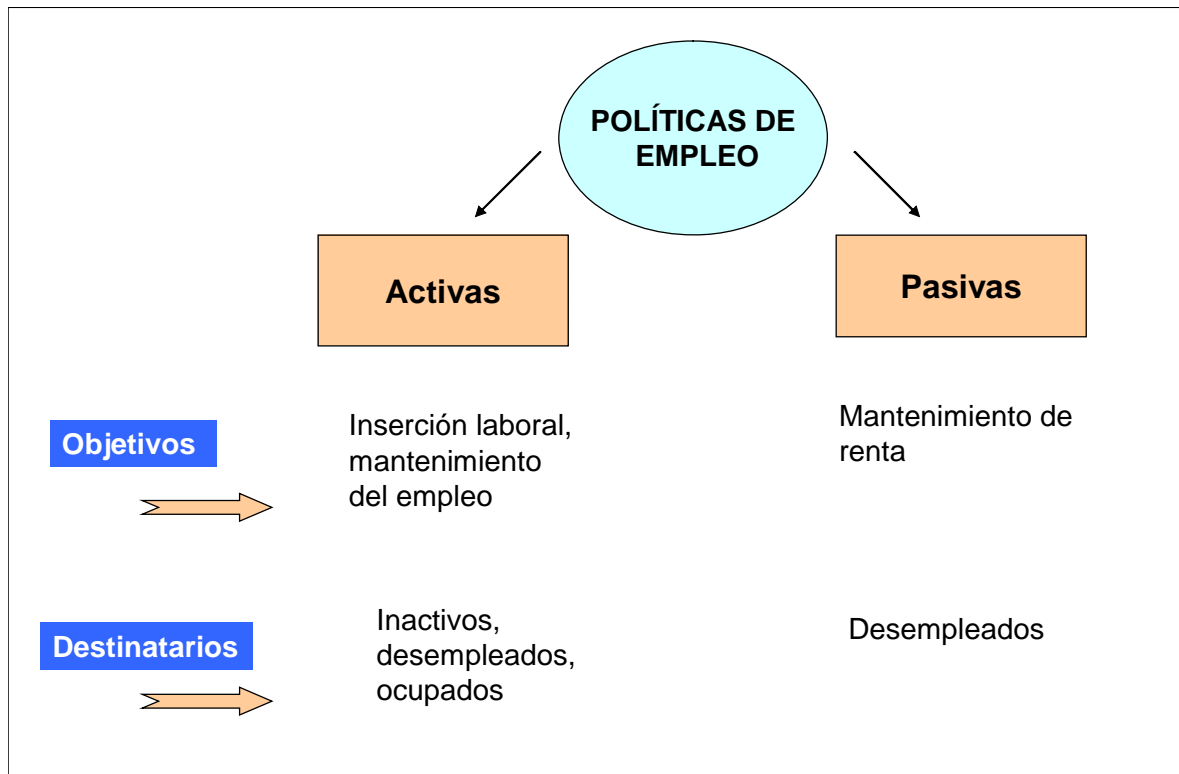 POLÍTICAS DE
EMPLEO
Activas
Pasivas
Objetivos
Inserción laboral,
mantenimiento
del empleo
Mantenimiento de
renta
Destinatarios
Inactivos,
desempleados,
ocupados
Desempleados